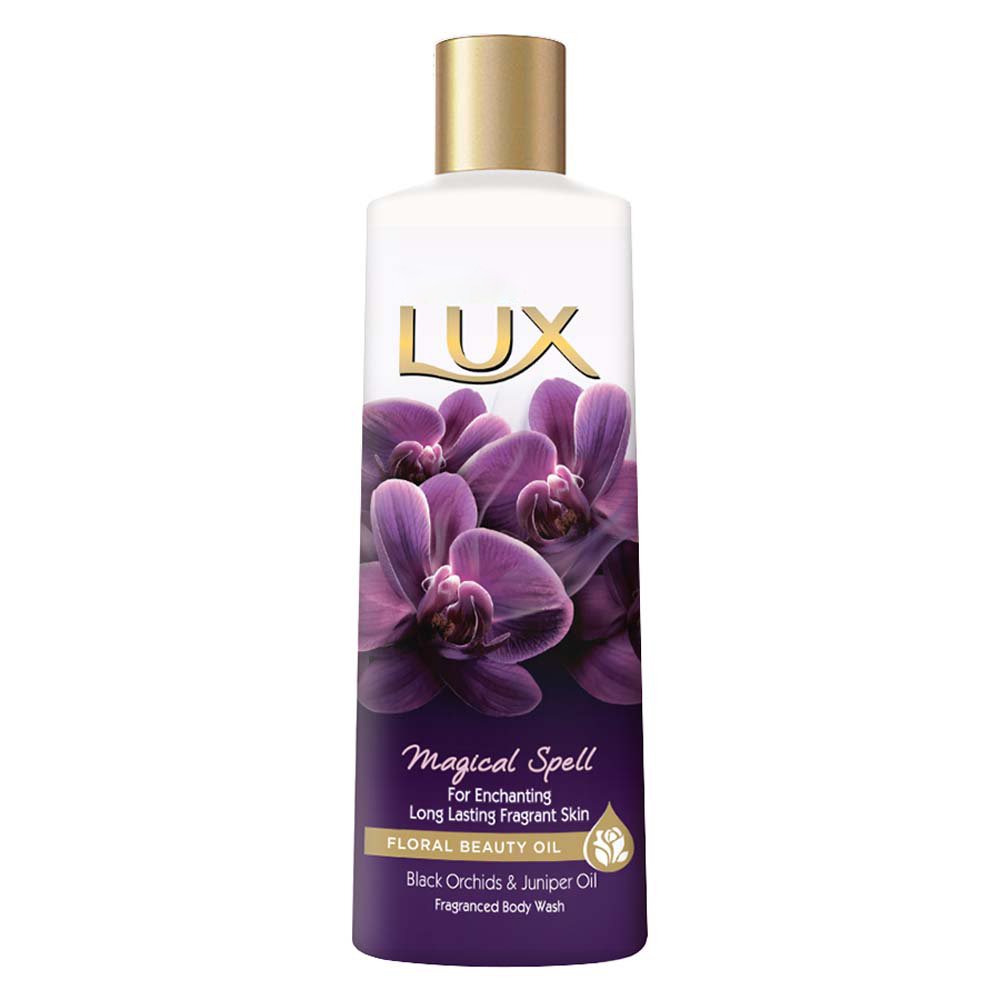 LUX
Magical Spell
For Enchanting
Long Lasting Fragrant Skin
FLORAL BEAUTY OIL
Black Orchids & Juniper Oil
Fragranced Body Wash